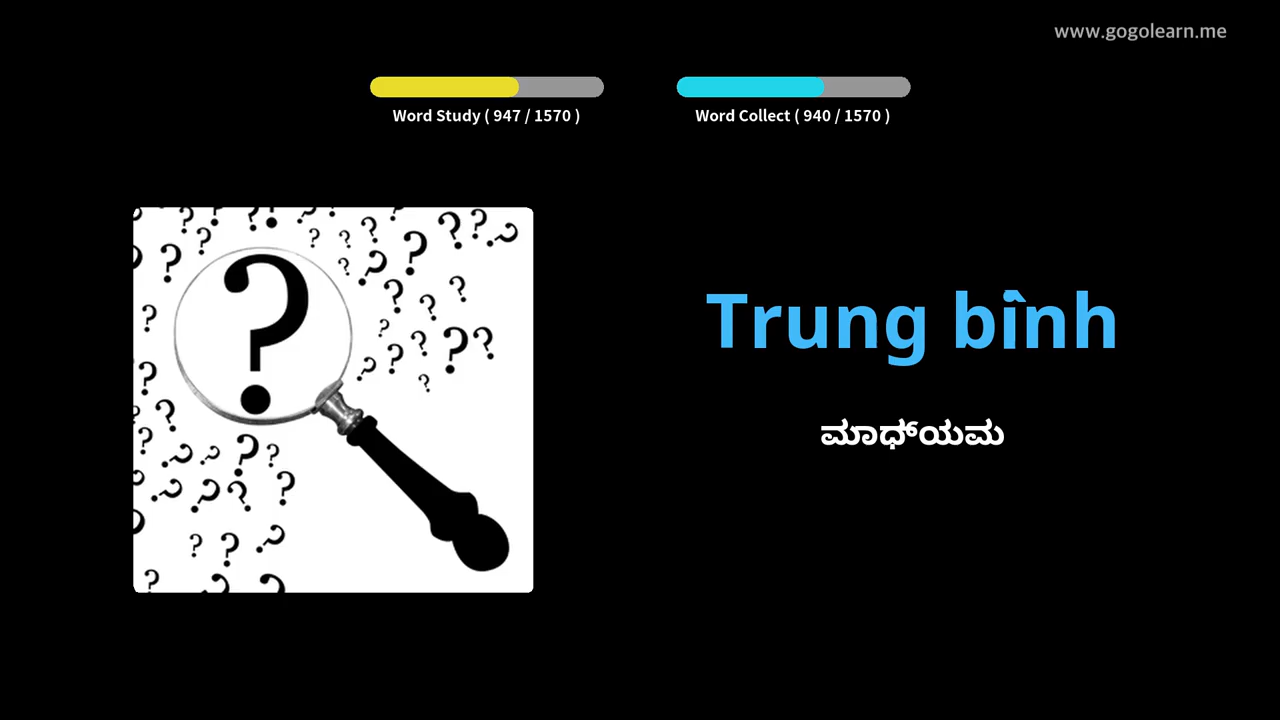 www.gogolearn.me
Word Study ( 947 / 1570 )
Word Collect ( 940 / 1570 )
Trung bình
ಮಾಧ್ಯಮ